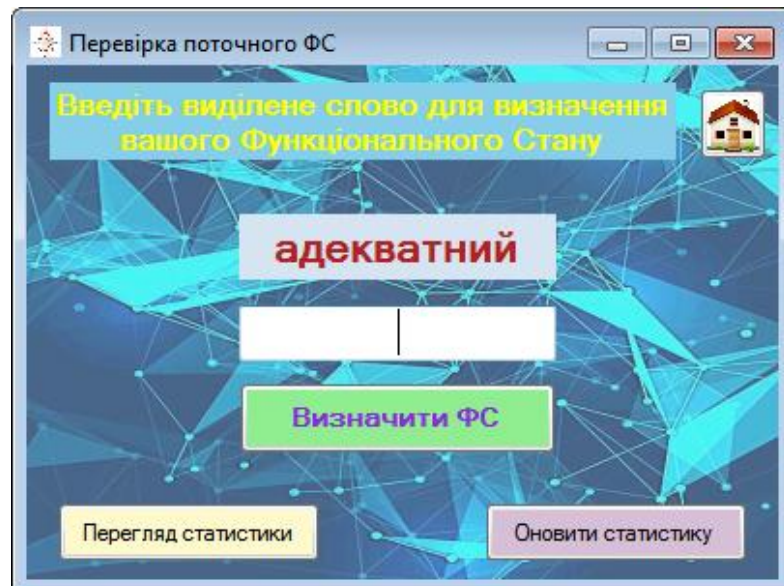 Перевірка поточного ФС
Введіть виділене слово для визначення
вашого Функціонального Стану
адекватний
Визначити ФС
Перегляд статистики
Оновити статистику